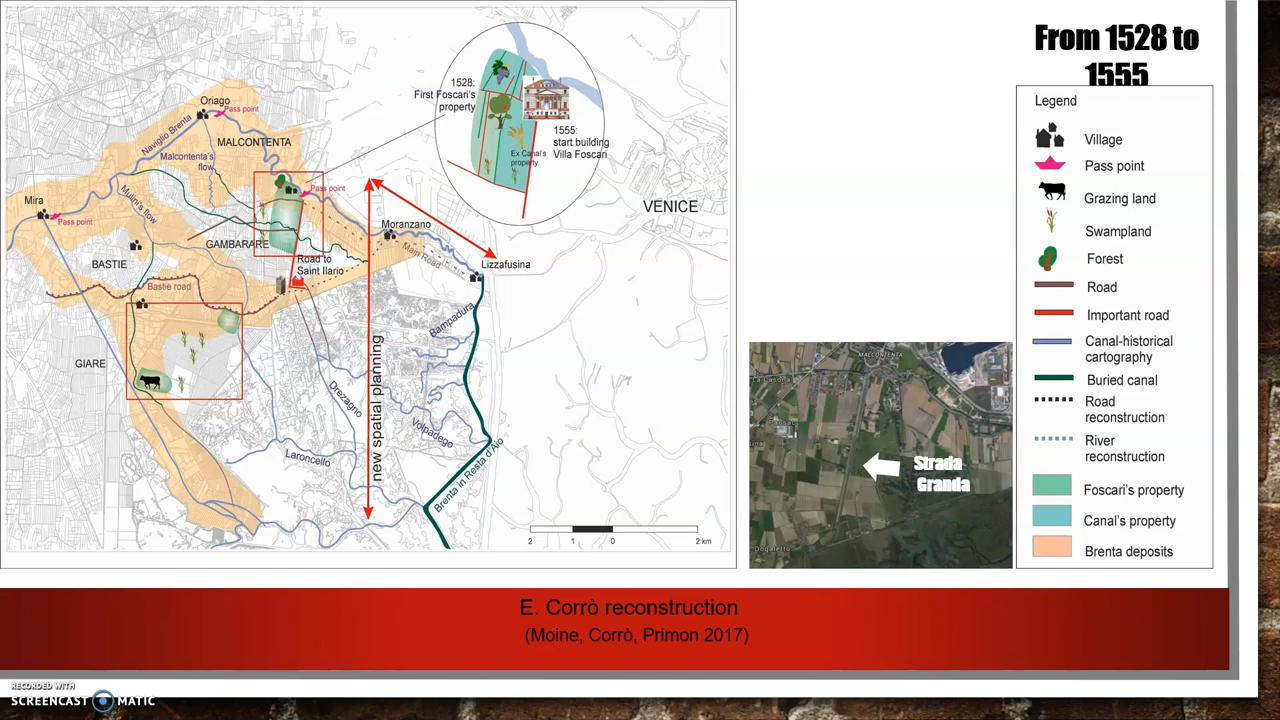 From 1528 to
1555
Oriago
Pass point
Naviglio Brenta
MALCONTENTA
Malcontenta's
flow
Mulini's flow
Mira
Pass point
Pass point
GAMBARARE
BASTIE
Bastie road
Road to
Saint Ilario
Moranzano
Main Road
Lizzafusina
VENICE
1528:
First Foscari's
property
1555:
start building
Villa Foscari
Ex Canal's
property
GIARE
Bampadura
Drezagno
Volpadego
Laroncello
new spatial planning
Brenta in Resta d'Aio
2 1 0 2 km
MALCONTENTA
Dogaletto
Strada
Granda
Legend
Village
Pass point
Grazing land
Swampland
Forest
Road
Important road
Canal-historical
cartography
Buried canal
Road
reconstruction
River
reconstruction
Foscari's property
Canal's property
Brenta deposits
E. Corrò reconstruction
(Moine, Corrò, Primon 2017)
RECORDED WITH
SCREENCAST MATIC